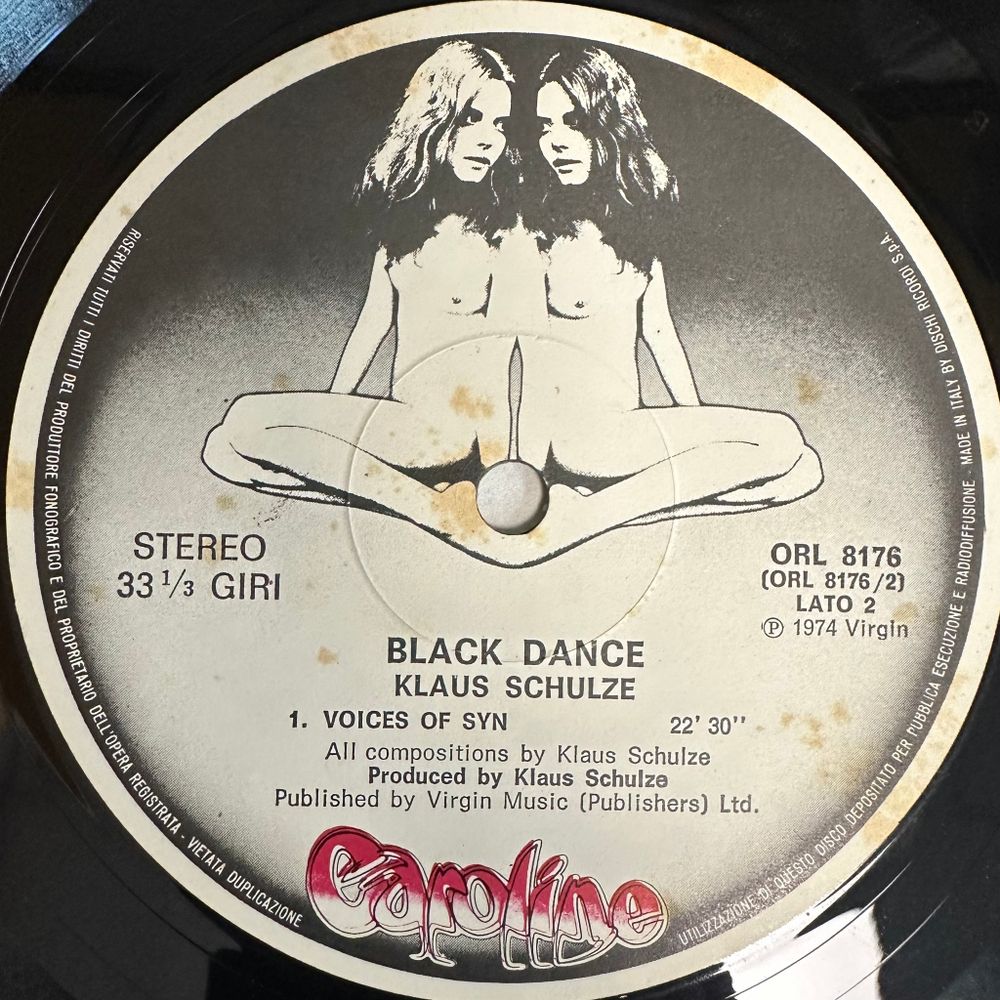 RISERVATI TUTTI I DIRITTI DEL PRODUTTORE FONOGRAFICO E DEL PROPRIETARIO DELL'OPERA REGISTRATA - VIETATA DUPLICAZIONE
UTILIZZAZIONE DI QUESTO DISCO DEPOSITATO PER PUBBLICA ESECUZIONE E RADIODIFFUSIONE - MADE IN ITALY BY DISCHI RICORDI S.p.A.
STEREO
33 1/3 GIRI
ORL 8176
(ORL 8176/2)
LATO 2
℗ 1974 Virgin
BLACK DANCE
KLAUS SCHULZE
1. VOICES OF SYN 22' 30''
All compositions by Klaus Schulze
Produced by Klaus Schulze
Published by Virgin Music (Publishers) Ltd.
Caroline